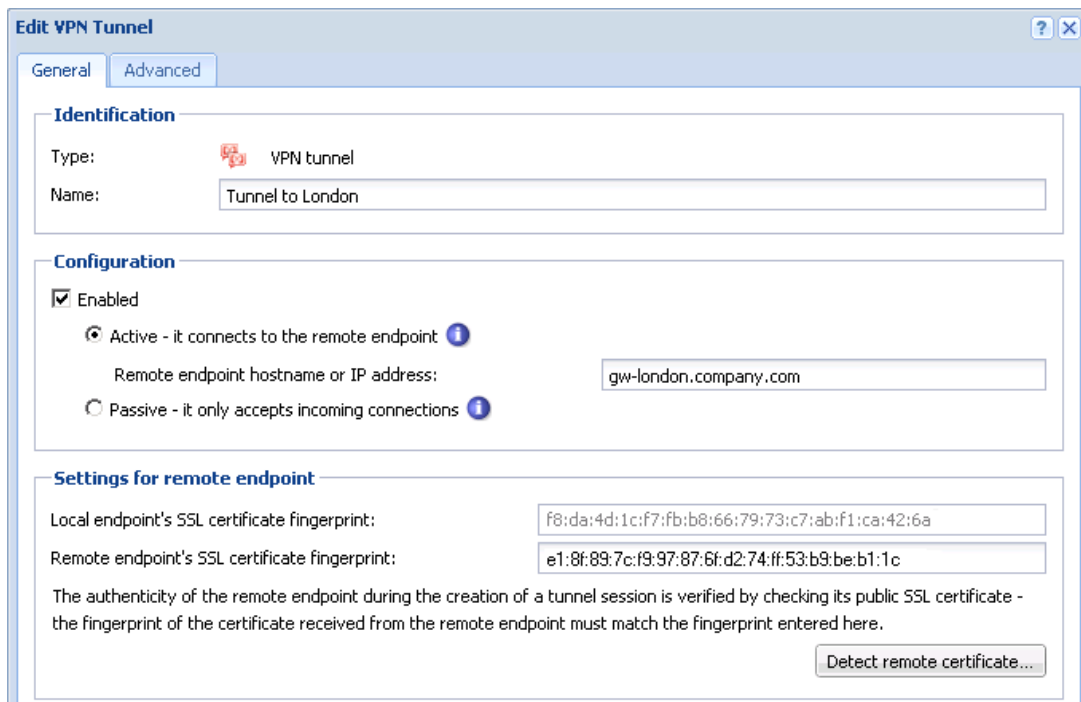 Edit VPN Tunnel
General Advanced
Identification
Type: VPN tunnel
Name: Tunnel to London
Configuration
Enabled
Active - it connects to the remote endpoint
Remote endpoint hostname or IP address: gw-london.company.com
Passive - it only accepts incoming connections
Settings for remote endpoint
Local endpoint's SSL certificate fingerprint: f8:da:4d:1c:f7:fb:b8:66:79:73:c7:ab:f1:ca:42:6a
Remote endpoint's SSL certificate fingerprint: e1:8f:89:7c:f9:97:87:6f:d2:74:ff:53:b9:be:b1:1c
The authenticity of the remote endpoint during the creation of a tunnel session is verified by checking its public SSL certificate -
the fingerprint of the certificate received from the remote endpoint must match the fingerprint entered here.
Detect remote certificate...